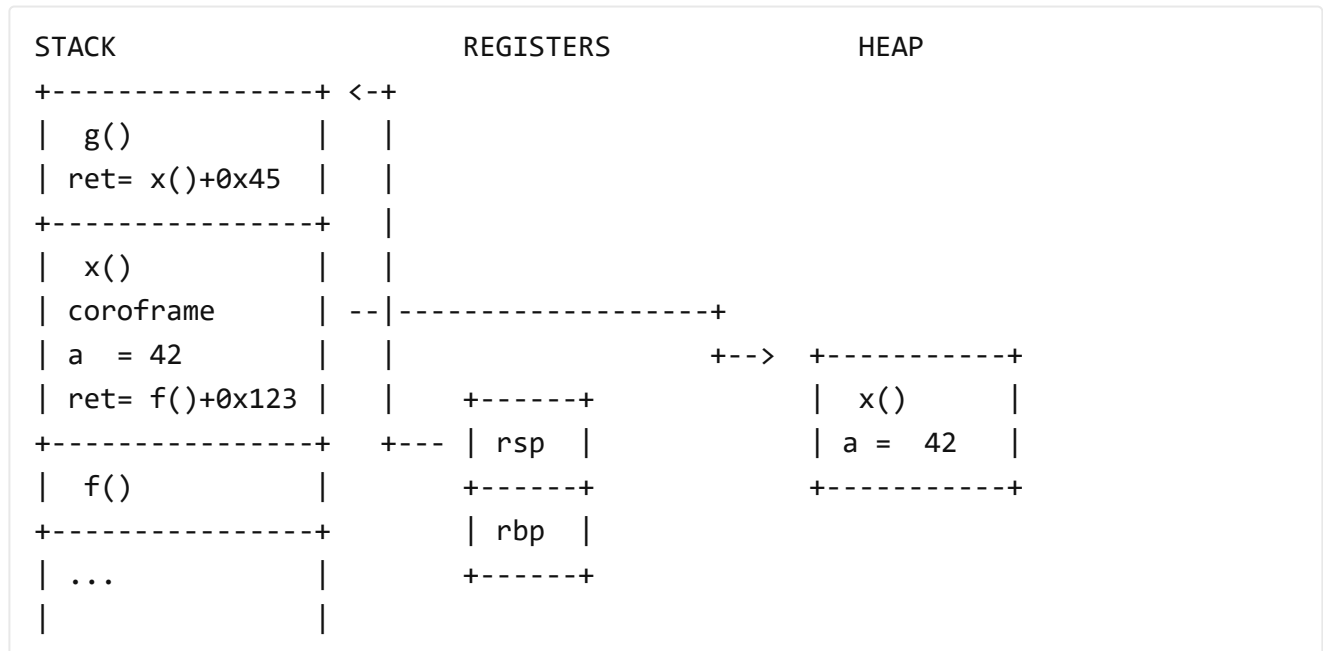 STACK                     REGISTERS               HEAP
+----------------+ <-+
|  g()           |   |
| ret= x()+0x45  |   |
+----------------+   |
|  x()           |   |
| coroframe      | --|-------------------+
| a  = 42        |   |                   +-->  +-----------+
| ret= f()+0x123 |   |    +------+             |  x()      |
+----------------+   +--- | rsp  |             | a =  42   |
|  f()           |        +------+             +-----------+
+----------------+        | rbp  |
| ...            |        +------+
|                |